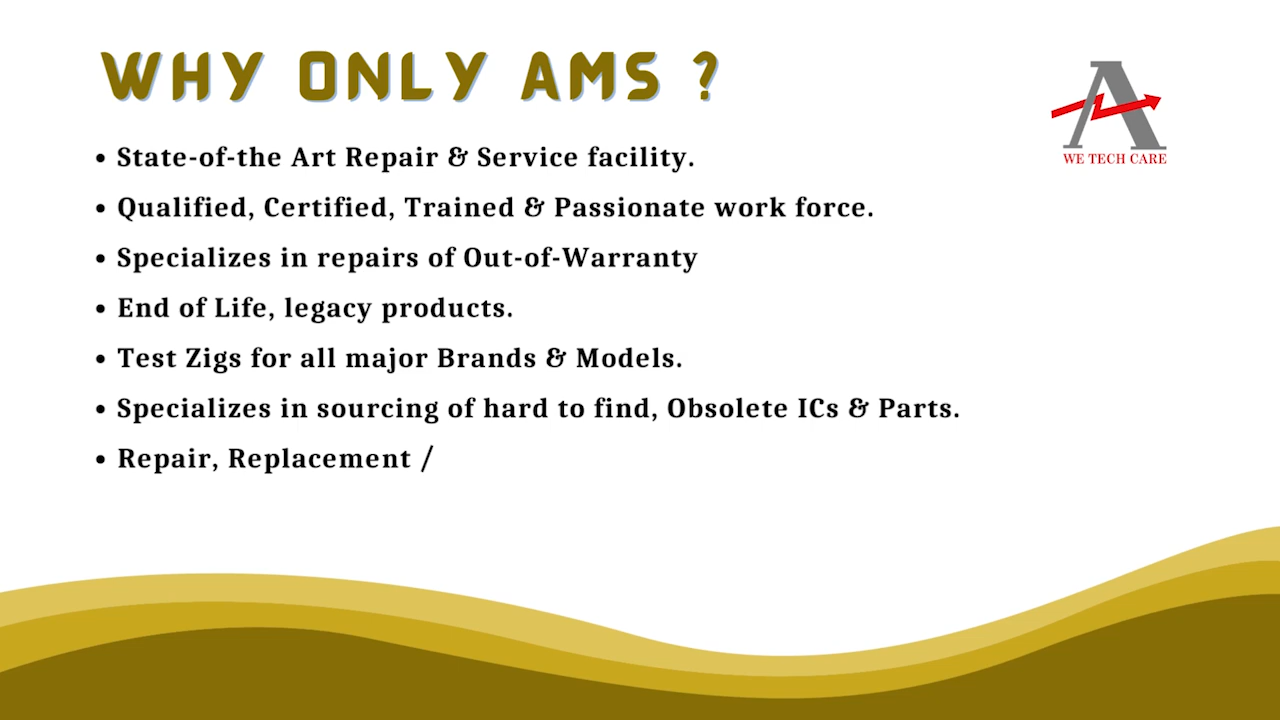 WHY ONLY AMS ?
WE TECH CARE
• State-of-the Art Repair & Service facility.
• Qualified, Certified, Trained & Passionate work force.
• Specializes in repairs of Out-of-Warranty
• End of Life, legacy products.
• Test Zigs for all major Brands & Models.
• Specializes in sourcing of hard to find, Obsolete ICs & Parts.
• Repair, Replacement /